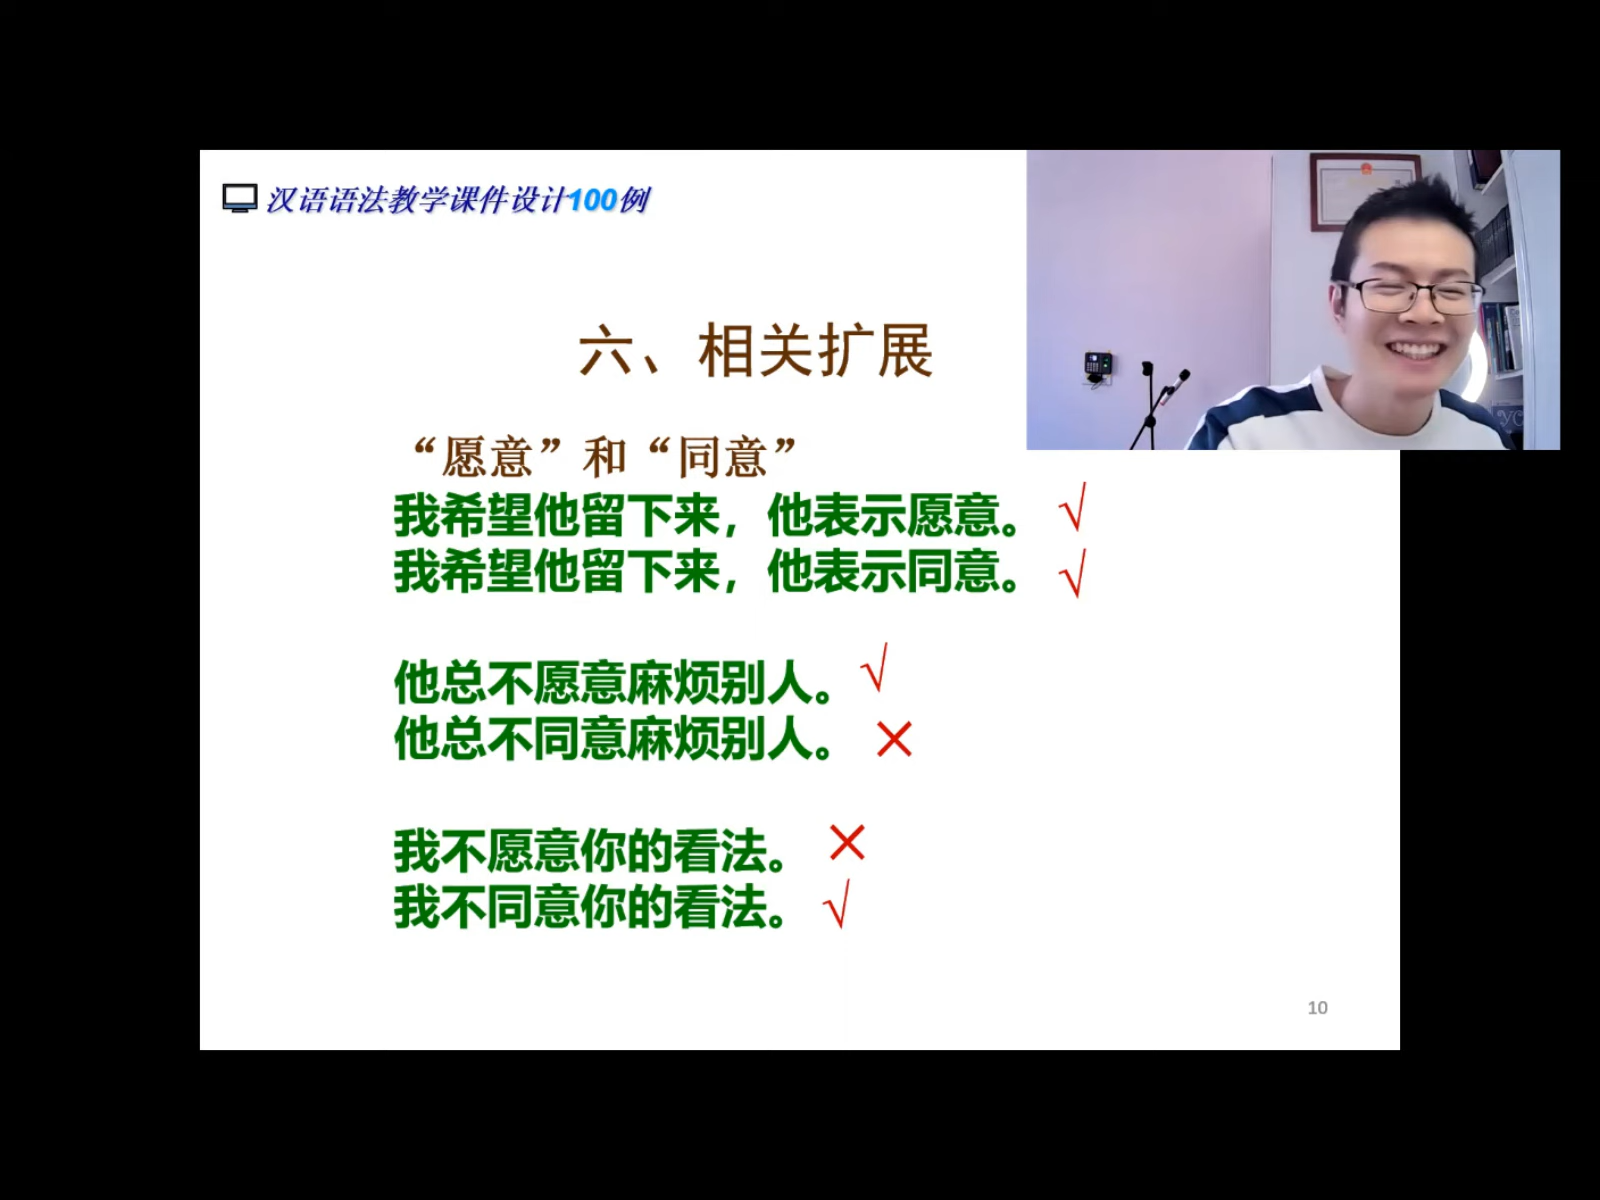 汉语语法教学课件设计100例
六、相关扩展
“愿意”和“同意”
我希望他留下来，他表示愿意。√
我希望他留下来，他表示同意。√
他总不愿意麻烦别人。√
他总不同意麻烦别人。×
我不愿意你的看法。×
我不同意你的看法。√
10